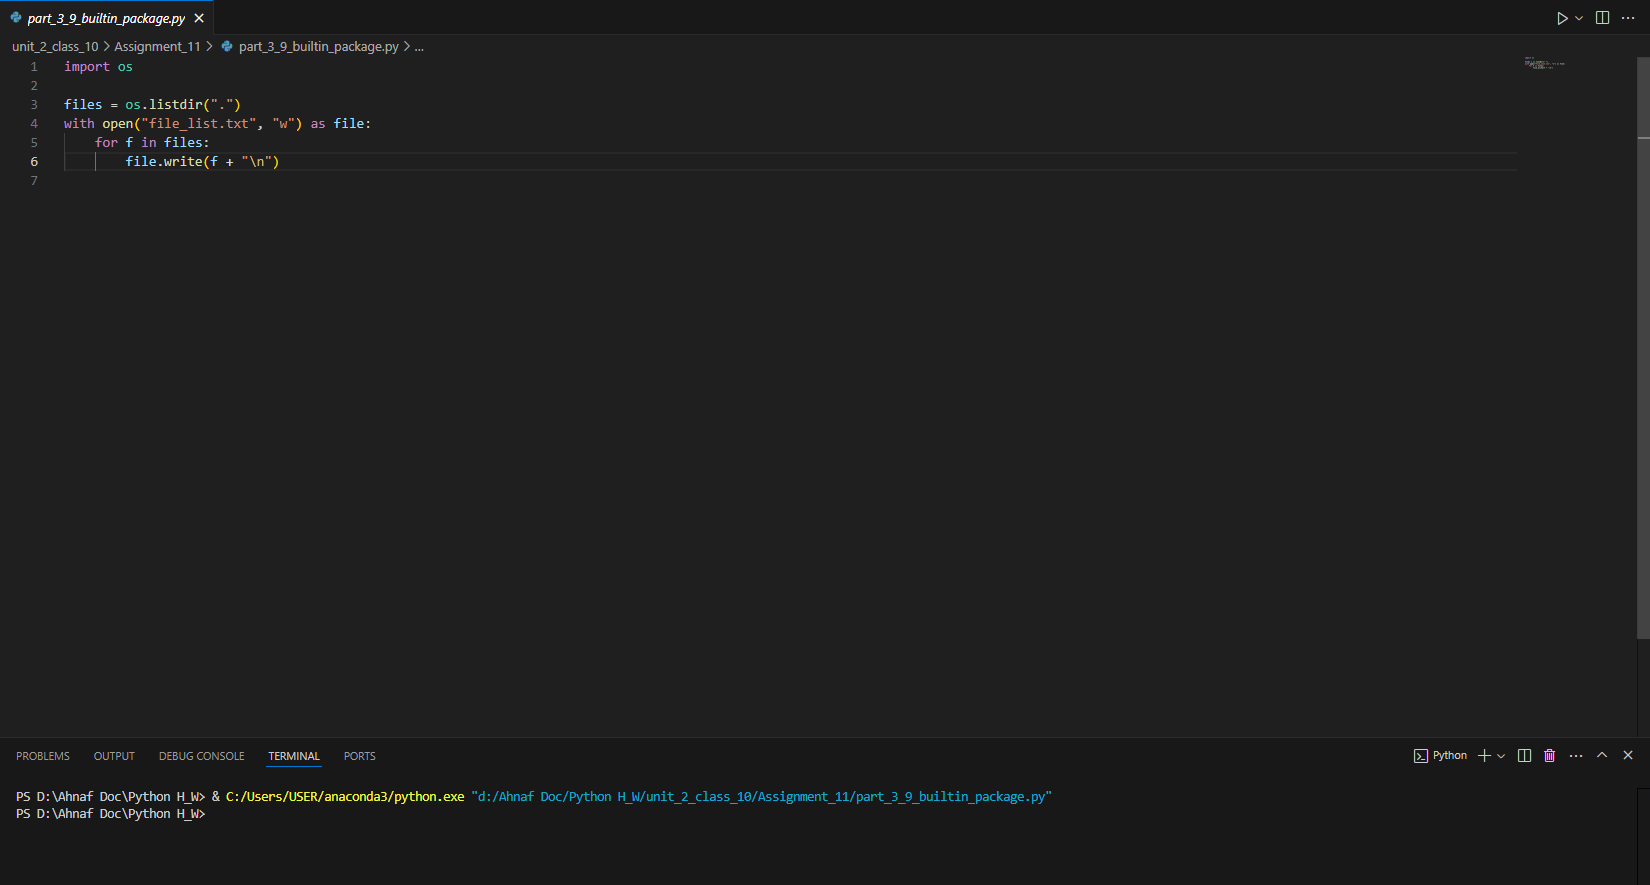 part_3_9_builtin_package.py
unit_2_class_10 > Assignment_11 > part_3_9_builtin_package.py > ...
1 import os
2
3 files = os.listdir(".")
4 with open("file_list.txt", "w") as file:
5     for f in files:
6         file.write(f + "\n")
7
PROBLEMS OUTPUT DEBUG CONSOLE TERMINAL PORTS Python
PS D:\Ahnaf Doc\Python H_W> & C:/Users/USER/anaconda3/python.exe "d:/Ahnaf Doc/Python H_W/unit_2_class_10/Assignment_11/part_3_9_builtin_package.py"
PS D:\Ahnaf Doc\Python H_W>